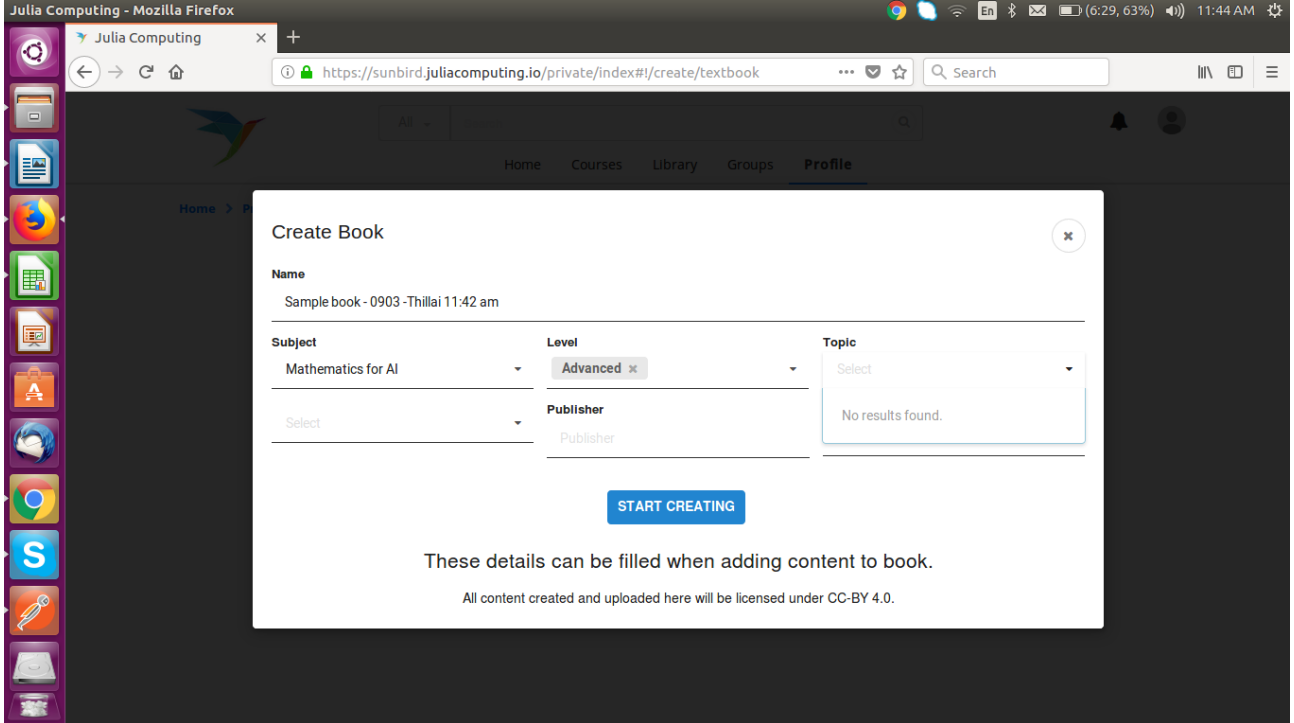 Julia Computing - Mozilla Firefox
En
(6:29, 63%)
11:44 AM
Julia Computing
https://sunbird.juliacomputing.io/private/index#!/create/textbook
Search
All
Home Courses Library Groups Profile
Home >
Create Book
Name
Sample book - 0903 -Thillai 11:42 am
Subject Level Topic
Mathematics for AI Advanced Select
Publisher
Select Publisher No results found.
START CREATING
These details can be filled when adding content to book.
All content created and uploaded here will be licensed under CC-BY 4.0.
S